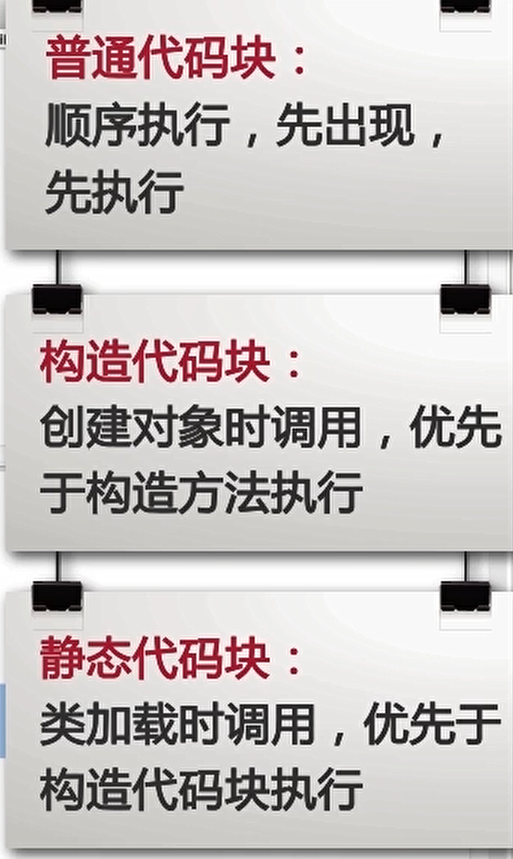 普通代码块：
顺序执行，先出现，
先执行
构造代码块：
创建对象时调用，优先
于构造方法执行
静态代码块：
类加载时调用，优先于
构造代码块执行